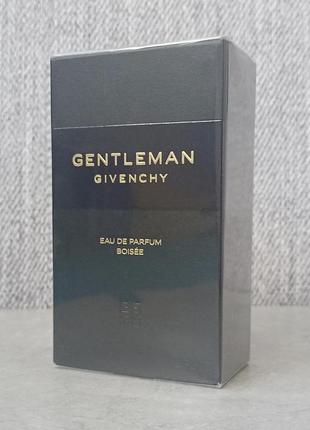 GENTLEMAN
GIVENCHY
EAU DE PARFUM
BOISÉE